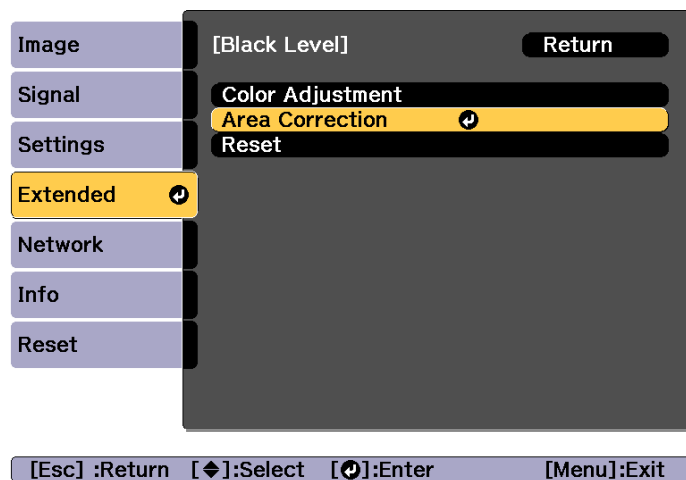 Image
Signal
Settings
Extended
Network
Info
Reset
[Black Level] Return
Color Adjustment
Area Correction
Reset
[Esc] :Return [◆]:Select [↵]:Enter [Menu]:Exit